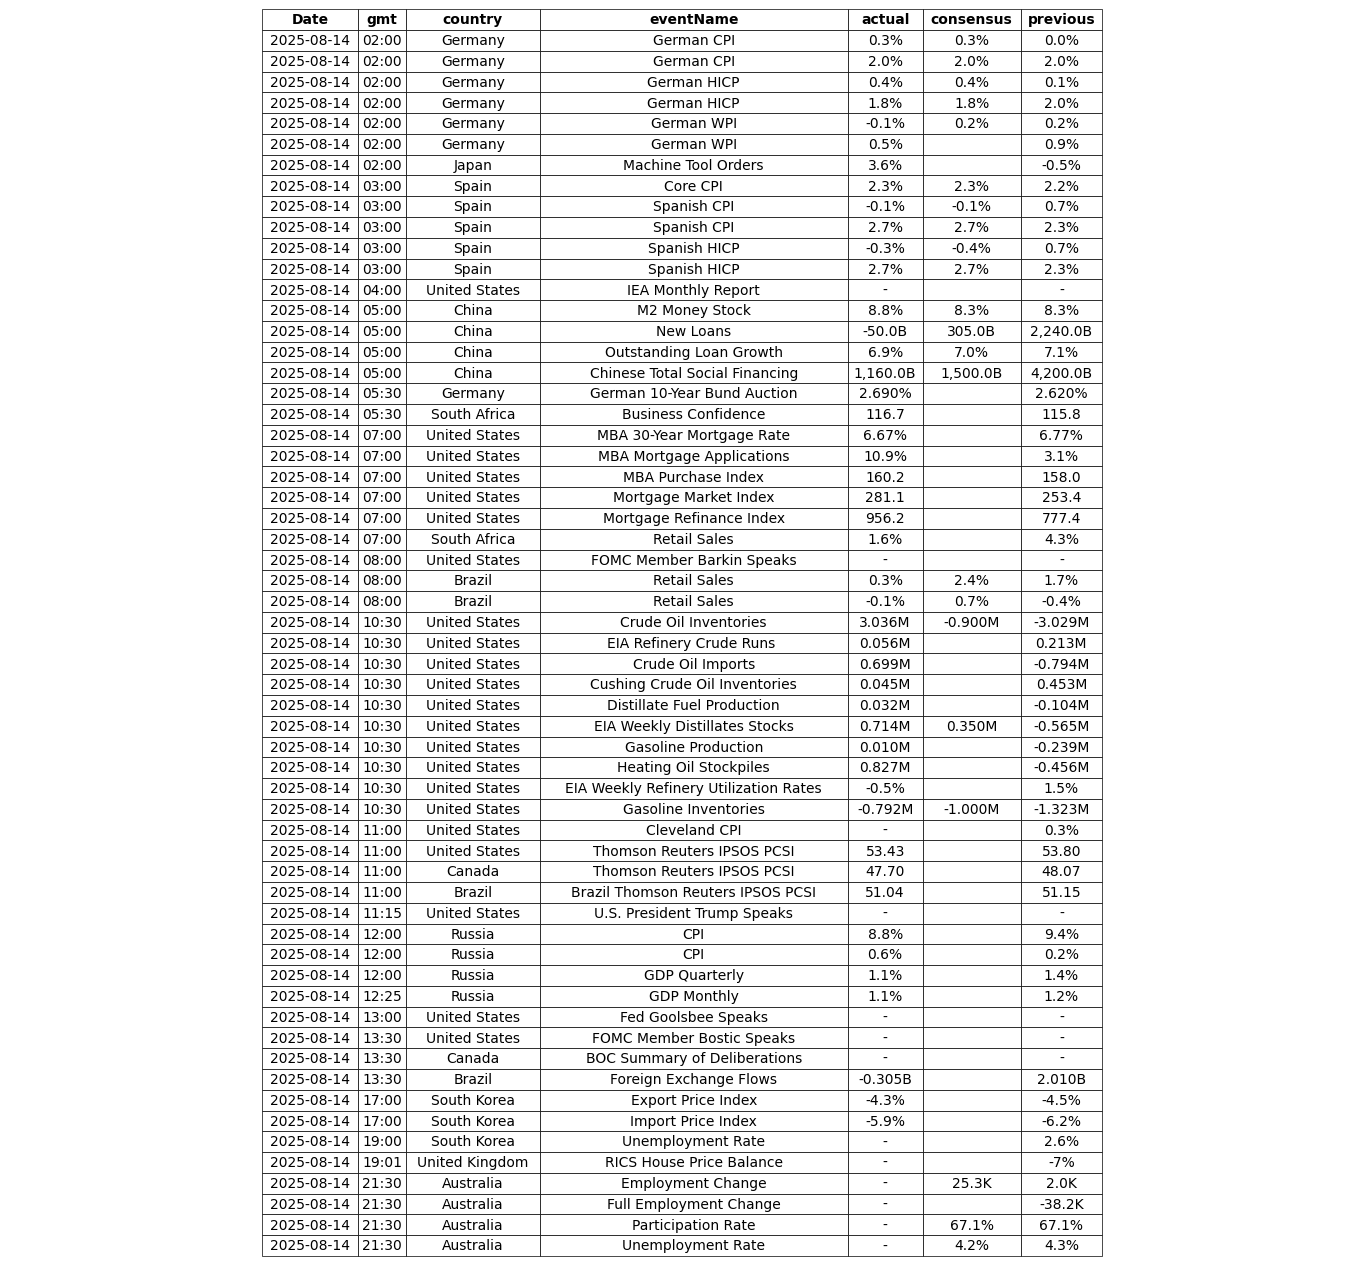 Date gmt country eventName actual consensus previous
2025-08-14 02:00 Germany German CPI 0.3% 0.3% 0.0%
2025-08-14 02:00 Germany German CPI 2.0% 2.0% 2.0%
2025-08-14 02:00 Germany German HICP 0.4% 0.4% 0.1%
2025-08-14 02:00 Germany German HICP 1.8% 1.8% 2.0%
2025-08-14 02:00 Germany German WPI -0.1% 0.2% 0.2%
2025-08-14 02:00 Germany German WPI 0.5% 0.9%
2025-08-14 02:00 Japan Machine Tool Orders 3.6% -0.5%
2025-08-14 03:00 Spain Core CPI 2.3% 2.3% 2.2%
2025-08-14 03:00 Spain Spanish CPI -0.1% -0.1% 0.7%
2025-08-14 03:00 Spain Spanish CPI 2.7% 2.7% 2.3%
2025-08-14 03:00 Spain Spanish HICP -0.3% -0.4% 0.7%
2025-08-14 03:00 Spain Spanish HICP 2.7% 2.7% 2.3%
2025-08-14 04:00 United States IEA Monthly Report - -
2025-08-14 05:00 China M2 Money Stock 8.8% 8.3% 8.3%
2025-08-14 05:00 China New Loans -50.0B 305.0B 2,240.0B
2025-08-14 05:00 China Outstanding Loan Growth 6.9% 7.0% 7.1%
2025-08-14 05:00 China Chinese Total Social Financing 1,160.0B 1,500.0B 4,200.0B
2025-08-14 05:30 Germany German 10-Year Bund Auction 2.690% 2.620%
2025-08-14 05:30 South Africa Business Confidence 116.7 115.8
2025-08-14 07:00 United States MBA 30-Year Mortgage Rate 6.67% 6.77%
2025-08-14 07:00 United States MBA Mortgage Applications 10.9% 3.1%
2025-08-14 07:00 United States MBA Purchase Index 160.2 158.0
2025-08-14 07:00 United States Mortgage Market Index 281.1 253.4
2025-08-14 07:00 United States Mortgage Refinance Index 956.2 777.4
2025-08-14 07:00 South Africa Retail Sales 1.6% 4.3%
2025-08-14 08:00 United States FOMC Member Barkin Speaks - -
2025-08-14 08:00 Brazil Retail Sales 0.3% 2.4% 1.7%
2025-08-14 08:00 Brazil Retail Sales -0.1% 0.7% -0.4%
2025-08-14 10:30 United States Crude Oil Inventories 3.036M -0.900M -3.029M
2025-08-14 10:30 United States EIA Refinery Crude Runs 0.056M 0.213M
2025-08-14 10:30 United States Crude Oil Imports 0.699M -0.794M
2025-08-14 10:30 United States Cushing Crude Oil Inventories 0.045M 0.453M
2025-08-14 10:30 United States Distillate Fuel Production 0.032M -0.104M
2025-08-14 10:30 United States EIA Weekly Distillates Stocks 0.714M 0.350M -0.565M
2025-08-14 10:30 United States Gasoline Production 0.010M -0.239M
2025-08-14 10:30 United States Heating Oil Stockpiles 0.827M -0.456M
2025-08-14 10:30 United States EIA Weekly Refinery Utilization Rates -0.5% 1.5%
2025-08-14 10:30 United States Gasoline Inventories -0.792M -1.000M -1.323M
2025-08-14 11:00 United States Cleveland CPI - 0.3%
2025-08-14 11:00 United States Thomson Reuters IPSOS PCSI 53.43 53.80
2025-08-14 11:00 Canada Thomson Reuters IPSOS PCSI 47.70 48.07
2025-08-14 11:00 Brazil Brazil Thomson Reuters IPSOS PCSI 51.04 51.15
2025-08-14 11:15 United States U.S. President Trump Speaks - -
2025-08-14 12:00 Russia CPI 8.8% 9.4%
2025-08-14 12:00 Russia CPI 0.6% 0.2%
2025-08-14 12:00 Russia GDP Quarterly 1.1% 1.4%
2025-08-14 12:25 Russia GDP Monthly 1.1% 1.2%
2025-08-14 13:00 United States Fed Goolsbee Speaks - -
2025-08-14 13:30 United States FOMC Member Bostic Speaks - -
2025-08-14 13:30 Canada BOC Summary of Deliberations - -
2025-08-14 13:30 Brazil Foreign Exchange Flows -0.305B 2.010B
2025-08-14 17:00 South Korea Export Price Index -4.3% -4.5%
2025-08-14 17:00 South Korea Import Price Index -5.9% -6.2%
2025-08-14 19:00 South Korea Unemployment Rate - 2.6%
2025-08-14 19:01 United Kingdom RICS House Price Balance - -7%
2025-08-14 21:30 Australia Employment Change - 25.3K 2.0K
2025-08-14 21:30 Australia Full Employment Change - -38.2K
2025-08-14 21:30 Australia Participation Rate - 67.1% 67.1%
2025-08-14 21:30 Australia Unemployment Rate - 4.2% 4.3%